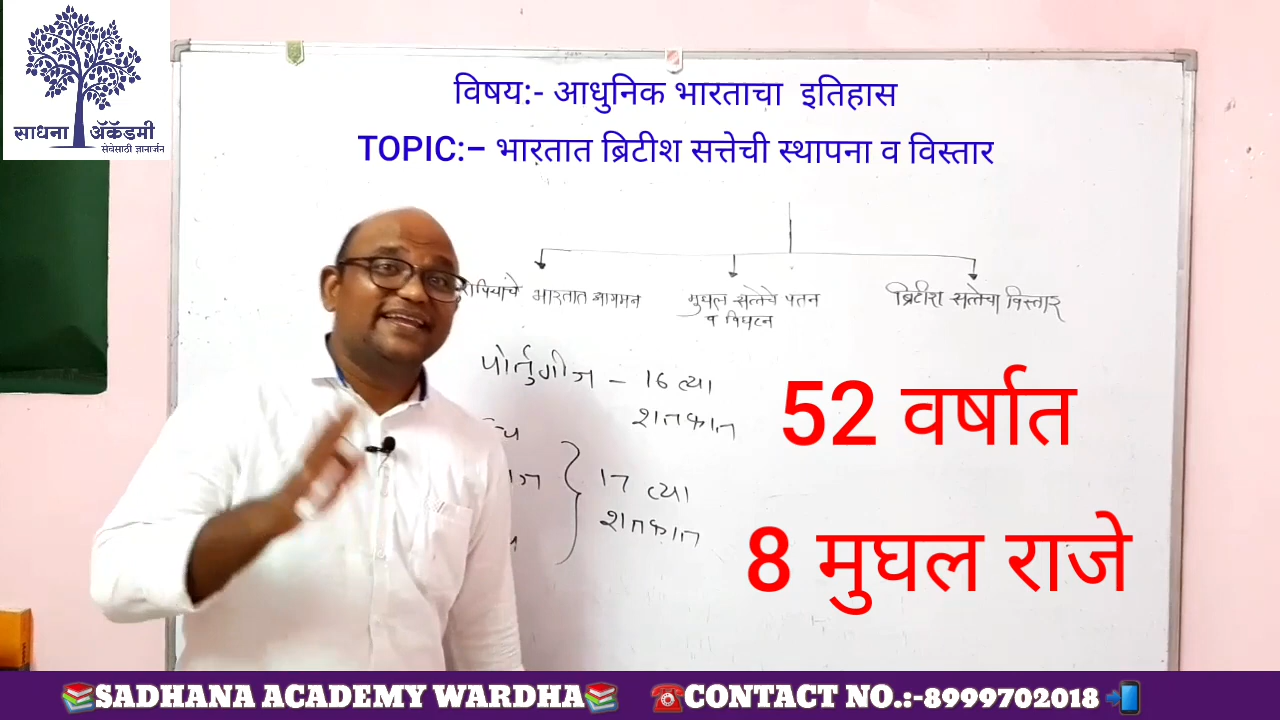 साधना ॲकॅडमी
सेवेसाठी ज्ञानार्जन
विषय:- आधुनिक भारताचा इतिहास
TOPIC:– भारतात ब्रिटीश सत्तेची स्थापना व विस्तार
भारतात आगमन
मुघल सत्तेचे पतन
व विघटन
ब्रिटीश सत्तेचा विस्तार
पोर्तुगीज – 16 व्या
शतकात
17 व्या
शतकात
52 वर्षात
8 मुघल राजे
📚SADHANA ACADEMY WARDHA📚 ☎️CONTACT NO.:-8999702018 📲